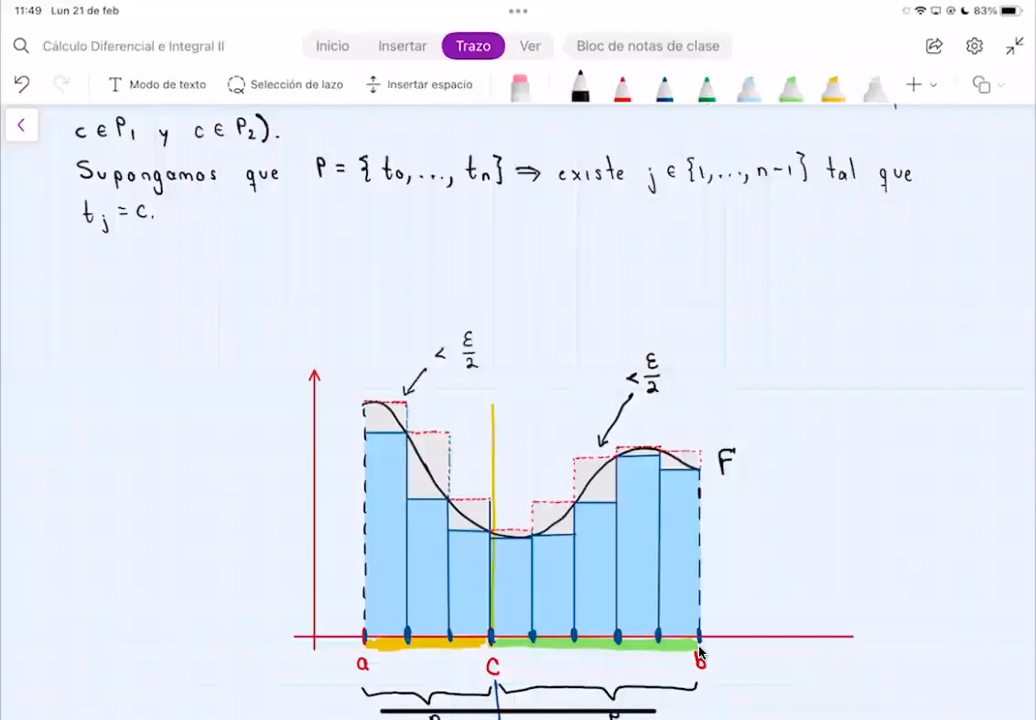 11:49 Lun 21 de feb
83%
Cálculo Diferencial e Integral II
Inicio Insertar Trazo Ver Bloc de notas de clase
Modo de texto Selección de lazo Insertar espacio
c ∈ P₁ y c ∈ P₂).
Supongamos que P = {t₀,..., tₙ} ⇒ existe j ∈ {1,..., n-1} tal que
tⱼ = c.
< ε/2
< ε/2
F
a c b